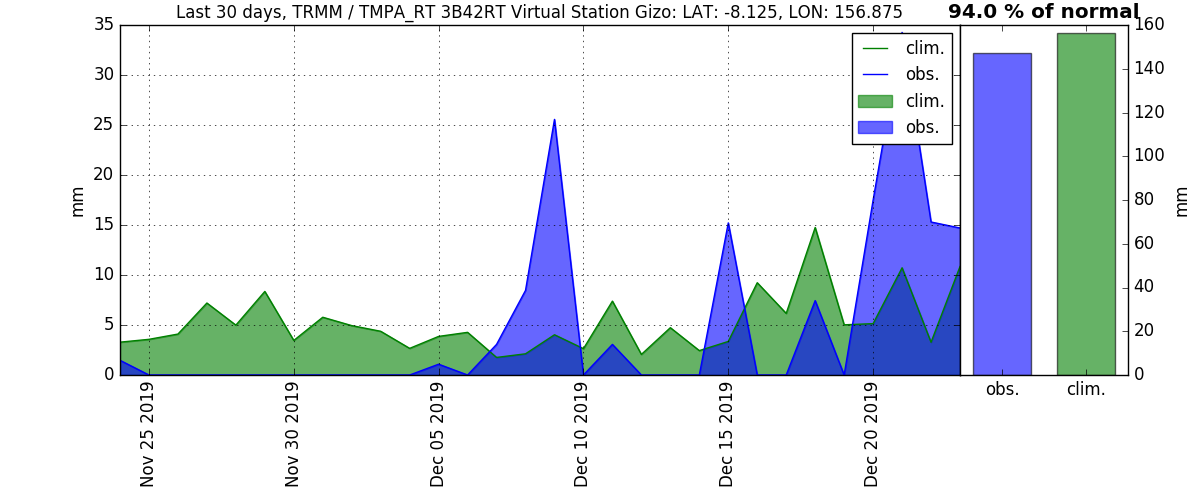 Last 30 days, TRMM / TMPA_RT 3B42RT Virtual Station Gizo: LAT: -8.125, LON: 156.875
94.0 % of normal
35
30
25
20
15
10
5
0
mm
clim.
obs.
clim.
obs.
Nov 25 2019
Nov 30 2019
Dec 05 2019
Dec 10 2019
Dec 15 2019
Dec 20 2019
160
140
120
100
80
60
40
20
0
mm
obs.
clim.